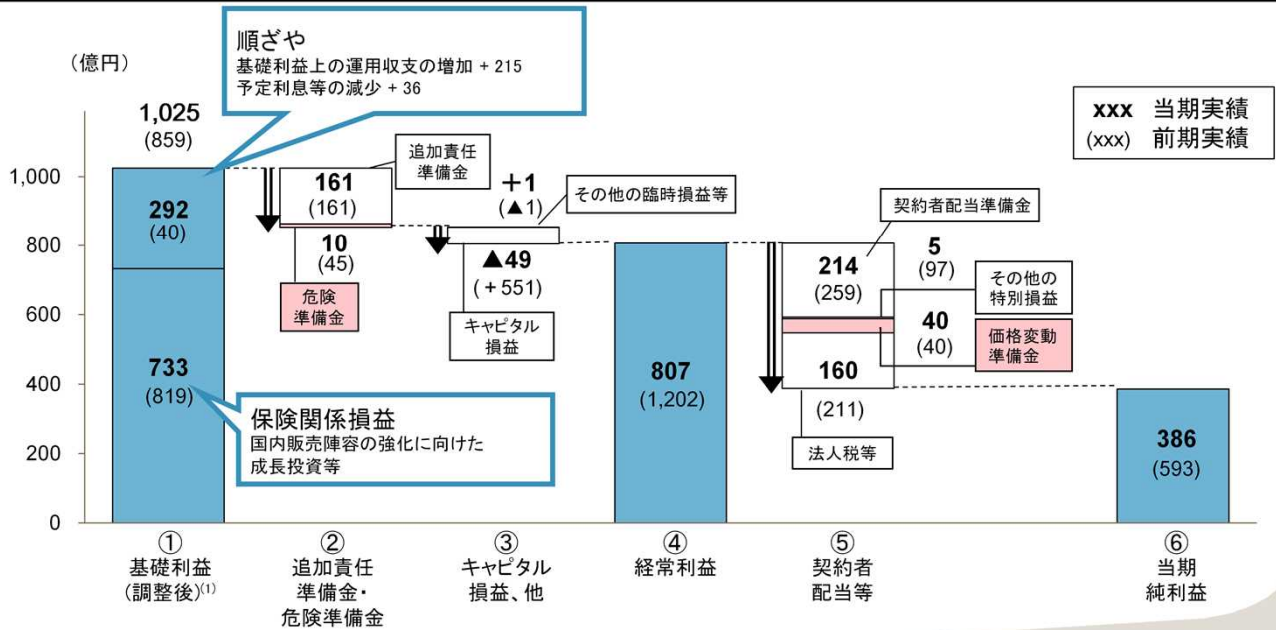 順ざや
基礎利益上の運用収支の増加 + 215
予定利息等の減少 + 36
(億円)
xxx 当期実績
(xxx) 前期実績
1,025
(859)
1,000
800
600
400
200
0
292
(40)
733
(819)
保険関係損益
国内販売陣容の強化に向けた
成長投資等
追加責任
準備金
161
(161)
10
(45)
危険
準備金
+1
(▲1)
その他の臨時損益等
▲49
(+551)
キャピタル
損益
807
(1,202)
契約者配当準備金
214
(259)
5
(97)
その他の
特別損益
40
(40)
価格変動
準備金
160
(211)
法人税等
386
(593)
①
基礎利益
(調整後)(1)
②
追加責任
準備金・
危険準備金
③
キャピタル
損益、他
④
経常利益
⑤
契約者
配当等
⑥
当期
純利益